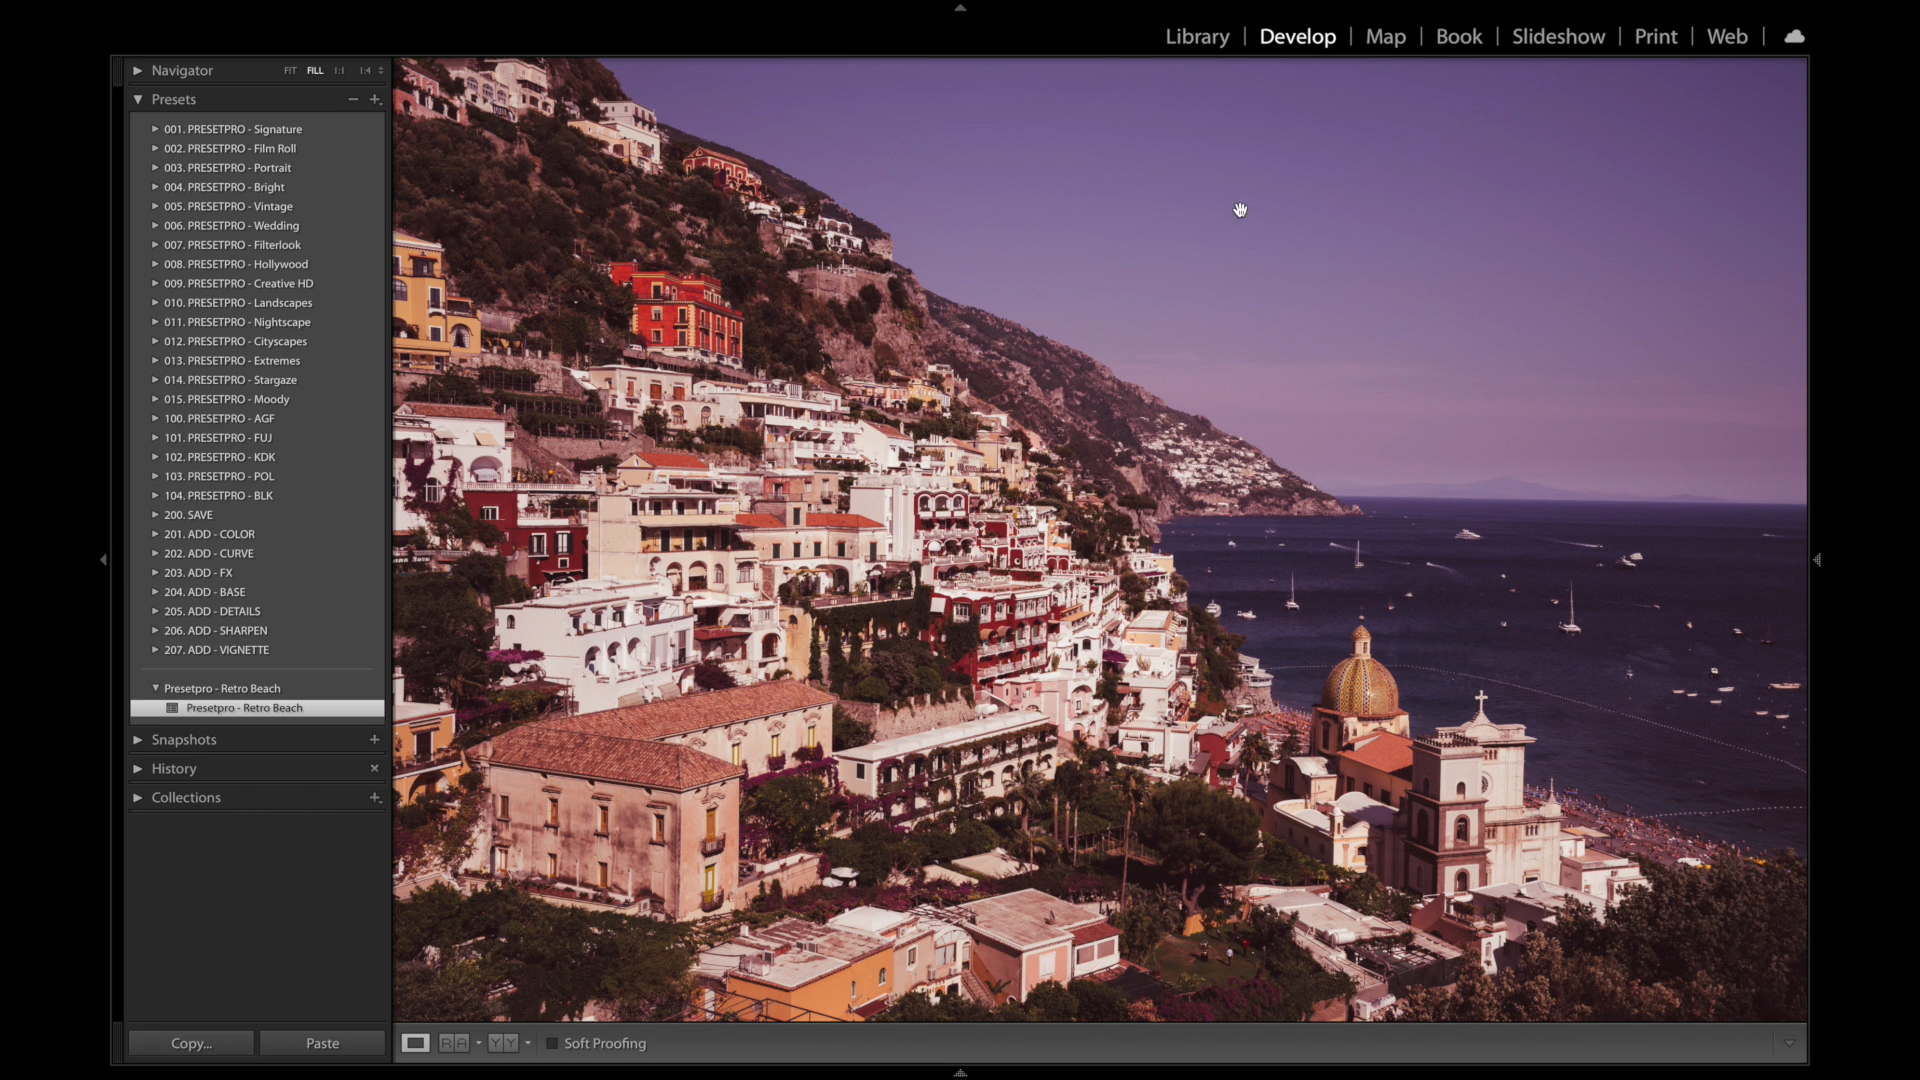 Library | Develop | Map | Book | Slideshow | Print | Web |
Navigator FIT FILL 1:1 1:4
Presets
001. PRESETPRO - Signature
002. PRESETPRO - Film Roll
003. PRESETPRO - Portrait
004. PRESETPRO - Bright
005. PRESETPRO - Vintage
006. PRESETPRO - Wedding
007. PRESETPRO - Filterlook
008. PRESETPRO - Hollywood
009. PRESETPRO - Creative HD
010. PRESETPRO - Landscapes
011. PRESETPRO - Nightscape
012. PRESETPRO - Cityscapes
013. PRESETPRO - Extremes
014. PRESETPRO - Stargaze
015. PRESETPRO - Moody
100. PRESETPRO - AGF
101. PRESETPRO - FUJ
102. PRESETPRO - KDK
103. PRESETPRO - POL
104. PRESETPRO - BLK
200. SAVE
201. ADD - COLOR
202. ADD - CURVE
203. ADD - FX
204. ADD - BASE
205. ADD - DETAILS
206. ADD - SHARPEN
207. ADD - VIGNETTE
Presetpro - Retro Beach
Presetpro - Retro Beach
Snapshots
History
Collections
Copy... Paste RA YY Soft Proofing